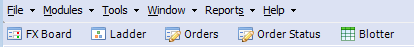 File Modules Tools Window Reports Help
FX Board Ladder Orders Order Status Blotter